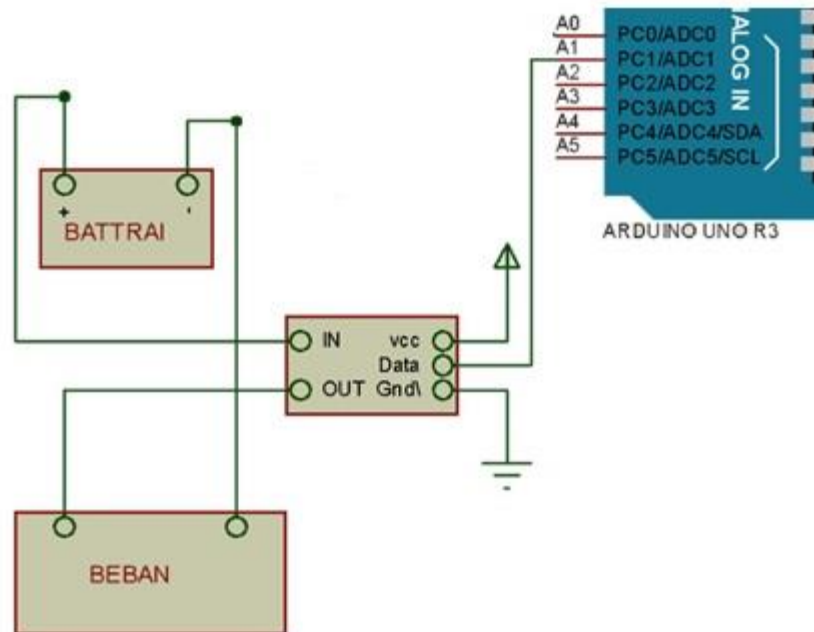 A0 PC0/ADC0
A1 PC1/ADC1
A2 PC2/ADC2
A3 PC3/ADC3
A4 PC4/ADC4/SDA
A5 PC5/ADC5/SCL
ALOG IN
ARDUINO UNO R3
+ -
BATTRAI
IN vcc
Data
OUT Gnd\
BEBAN